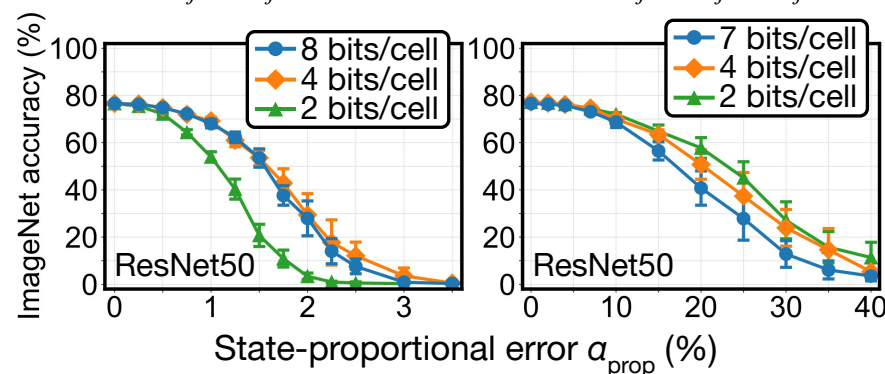 ImageNet accuracy (%)
100
80
60
40
20
0
8 bits/cell
4 bits/cell
2 bits/cell
ResNet50
0
1
2
3
100
80
60
40
20
0
7 bits/cell
4 bits/cell
2 bits/cell
ResNet50
0
10
20
30
40
State-proportional error α_prop (%)